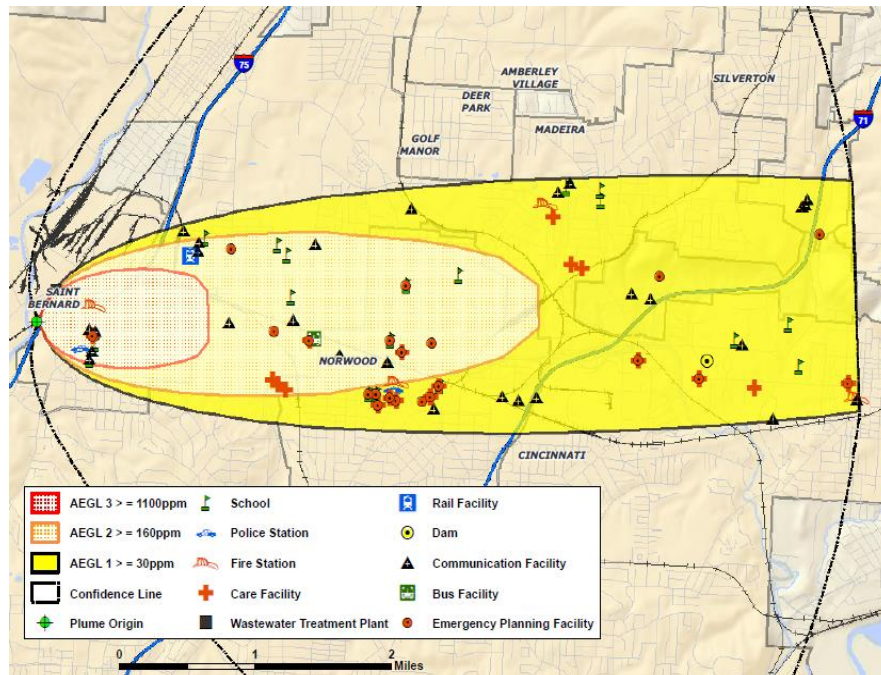 75
AMBERLEY
VILLAGE
SILVERTON
DEER
PARK
71
MADEIRA
GOLF
MANOR
SAINT
BERNARD
NORWOOD
CINCINNATI
AEGL 3 > = 1100ppm
School
Rail Facility
AEGL 2 > = 160ppm
Police Station
Dam
AEGL 1 > = 30ppm
Fire Station
Communication Facility
Confidence Line
Care Facility
Bus Facility
Plume Origin
Wastewater Treatment Plant
Emergency Planning Facility
0 1 2
Miles